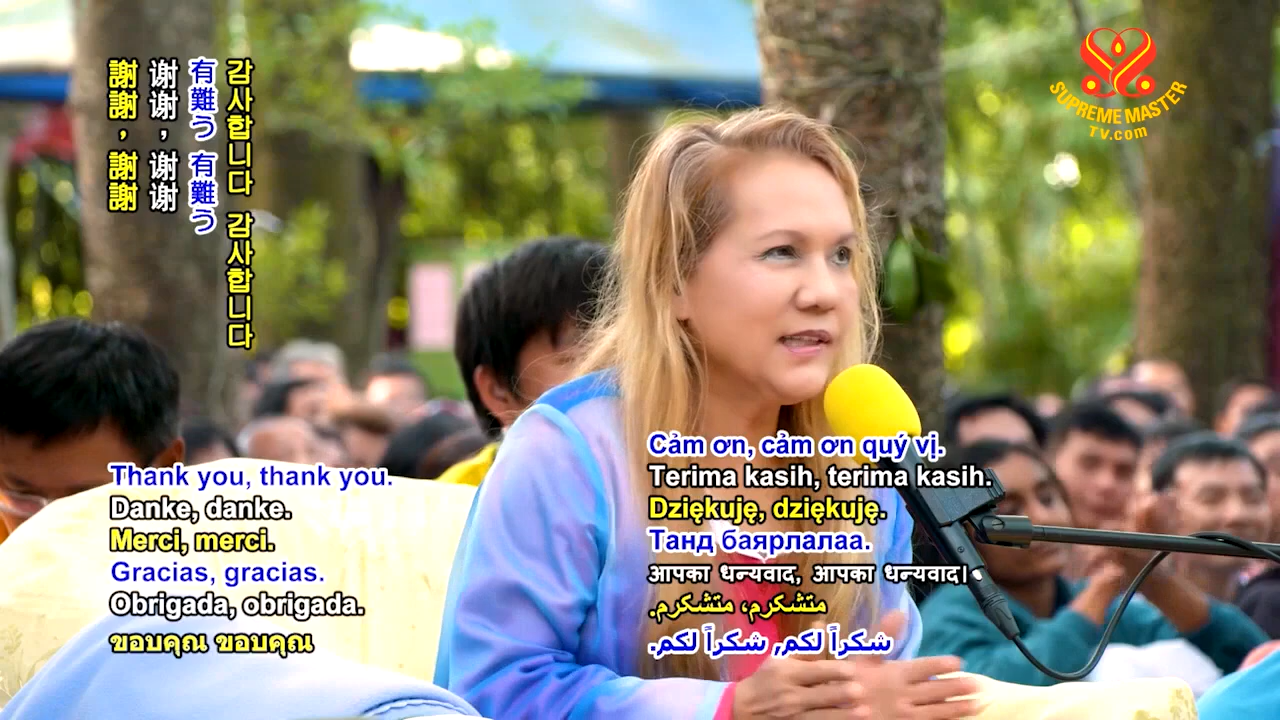 謝謝，謝謝
谢谢，谢谢
有難う 有難う
감사합니다 감사합니다
SUPREME MASTER
TV.com
Thank you, thank you.
Danke, danke.
Merci, merci.
Gracias, gracias.
Obrigada, obrigada.
ขอบคุณ ขอบคุณ
Cảm ơn, cảm ơn quý vị.
Terima kasih, terima kasih.
Dziękuję, dziękuję.
Танд баярлалаа.
आपका धन्यवाद, आपका धन्यवाद।
متشکرم، متشکرم.
شكراً لكم, شكراً لكم.